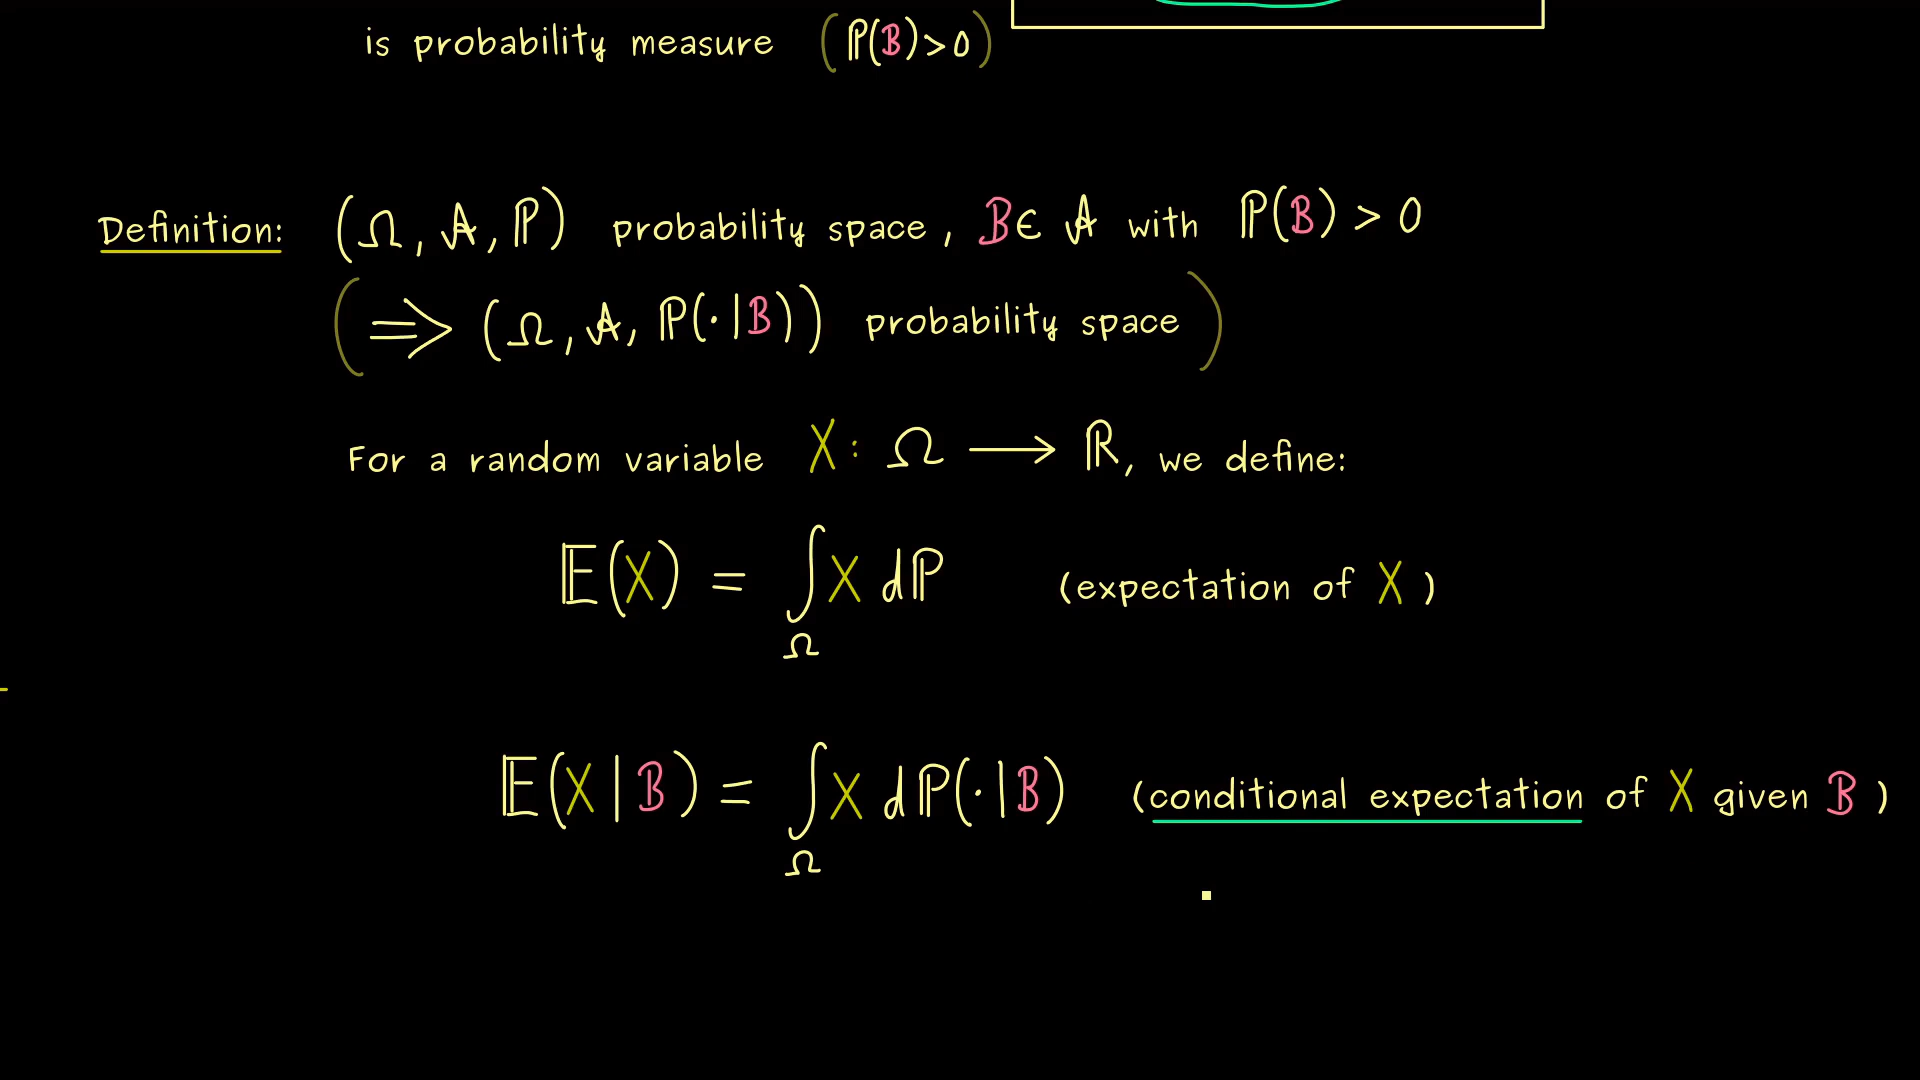 is probability measure (ℙ(B)>0)
Definition: (Ω, A, ℙ) probability space, B∈ A with ℙ(B) > 0
(⟹ (Ω, A, ℙ(·|B)) probability space)
For a random variable X: Ω ⟶ ℝ, we define:
𝔼(X) = ∫_Ω X dℙ (expectation of X)
𝔼(X|B) = ∫_Ω X dℙ(·|B) (conditional expectation of X given B)